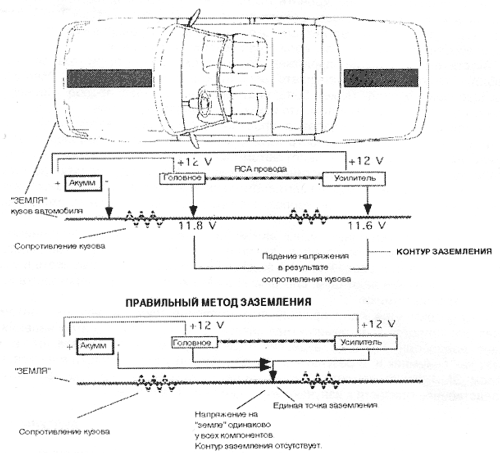 +12 V
+12 V
RCA провода
+ Акумм -
Головное
Усилитель
"ЗЕМЛЯ"
кузов автомобиля
11.8 V
11.6 V
Сопротивление кузова
Падение напряжения
в результате
сопротивления кузова
КОНТУР ЗАЗЕМЛЕНИЯ
ПРАВИЛЬНЫЙ МЕТОД ЗАЗЕМЛЕНИЯ
+12 V
+12 V
+ Акумм -
Головное
Усилитель
"ЗЕМЛЯ"
Единая точка заземления
Сопротивление кузова
Напряжение на
"земле" одинаково
у всех компонентов.
Контур заземления отсутствует.